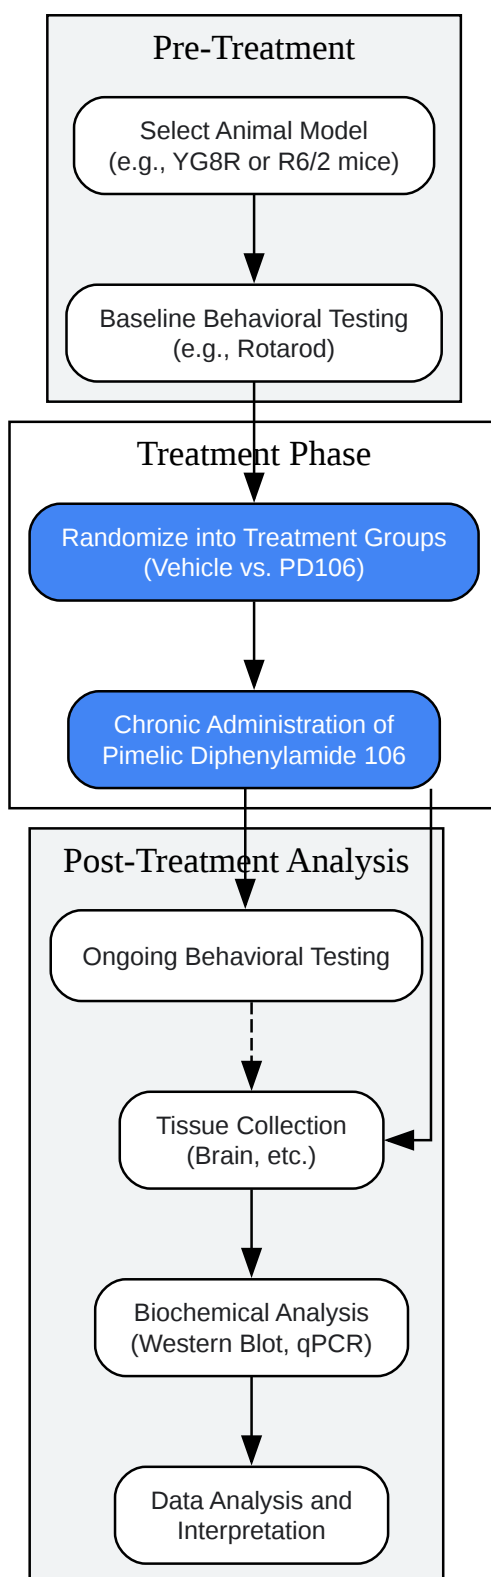 Pre-Treatment
Select Animal Model
(e.g., YG8R or R6/2 mice)
Baseline Behavioral Testing
(e.g., Rotarod)
Treatment Phase
Randomize into Treatment Groups
(Vehicle vs. PD106)
Chronic Administration of
Pimelic Diphenylamide 106
Post-Treatment Analysis
Ongoing Behavioral Testing
Tissue Collection
(Brain, etc.)
Biochemical Analysis
(Western Blot, qPCR)
Data Analysis and
Interpretation